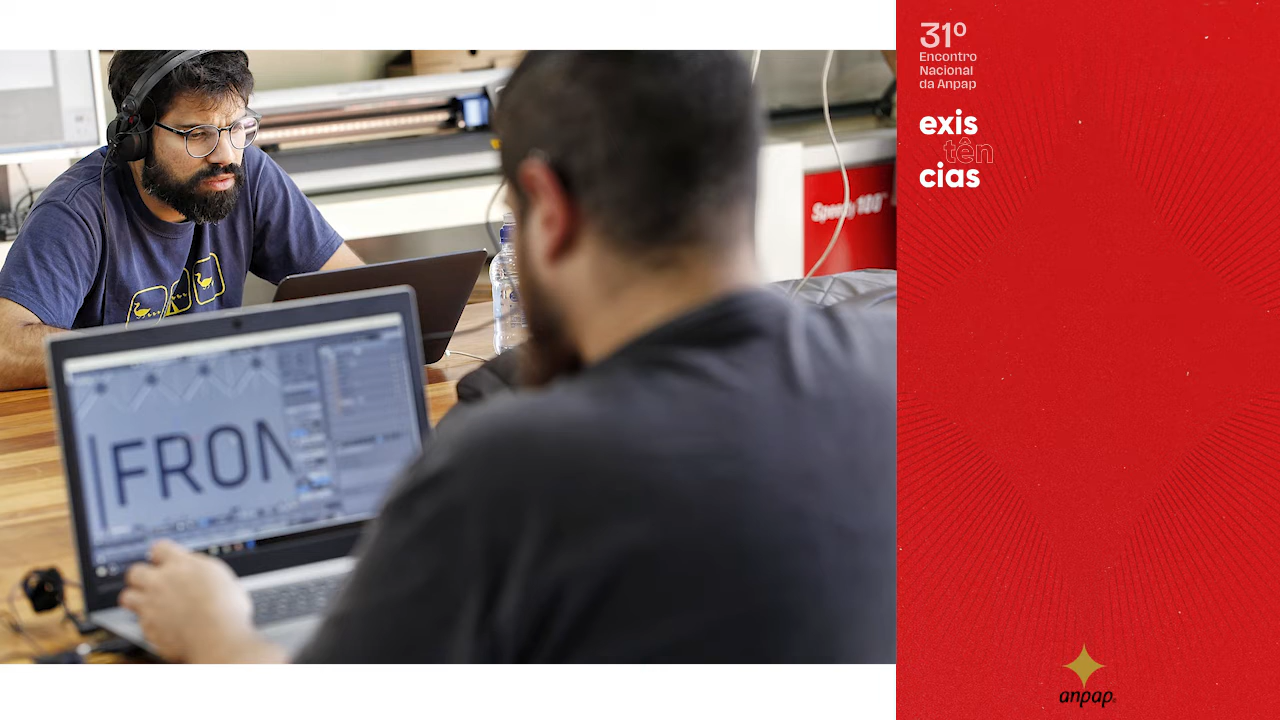 FRON
Speedy 100
31º
Encontro
Nacional
da Anpap
exis
tên
cias
anpap